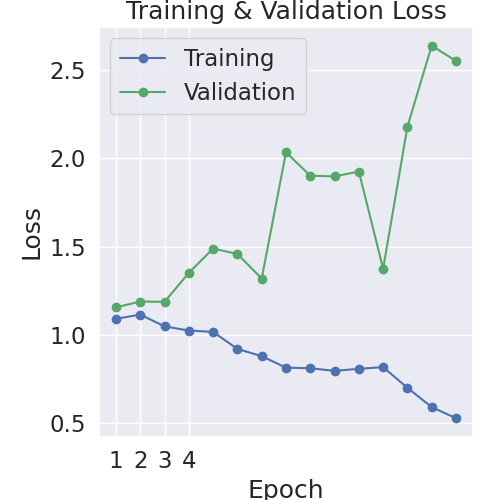 Training & Validation Loss
Training
Validation
2.5
2.0
1.5
1.0
0.5
Loss
1 2 3 4
Epoch